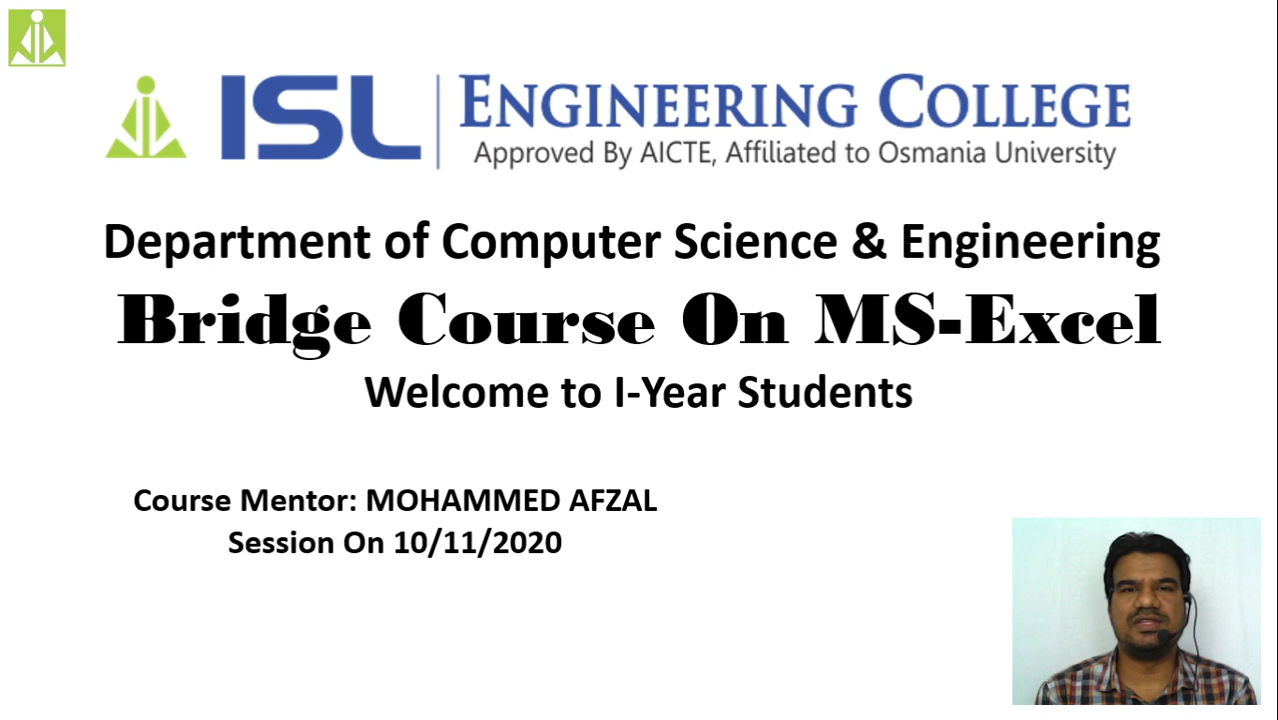 ISL
ENGINEERING COLLEGE
Approved By AICTE, Affiliated to Osmania University
Department of Computer Science & Engineering
Bridge Course On MS-Excel
Welcome to I-Year Students
Course Mentor: MOHAMMED AFZAL
Session On 10/11/2020